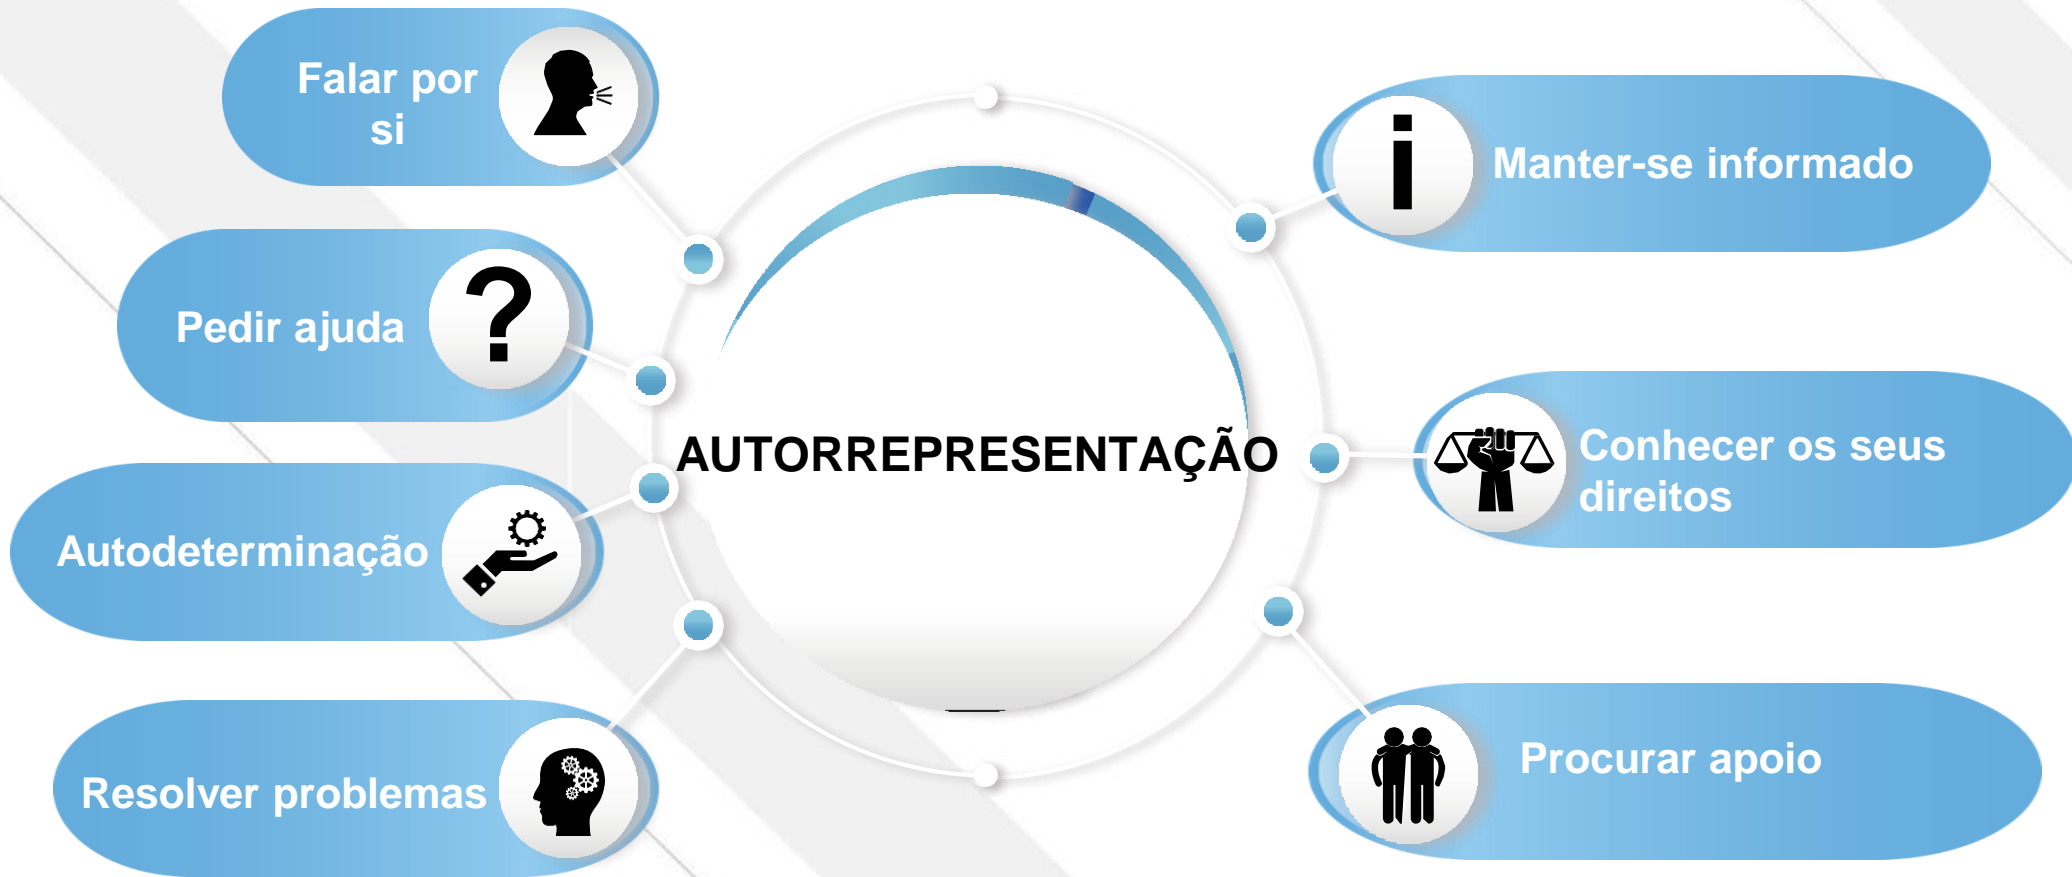 Falar por
si
Pedir ajuda
Autodeterminação
Resolver problemas
AUTORREPRESENTAÇÃO
i
Manter-se informado
Conhecer os seus
direitos
Procurar apoio
?